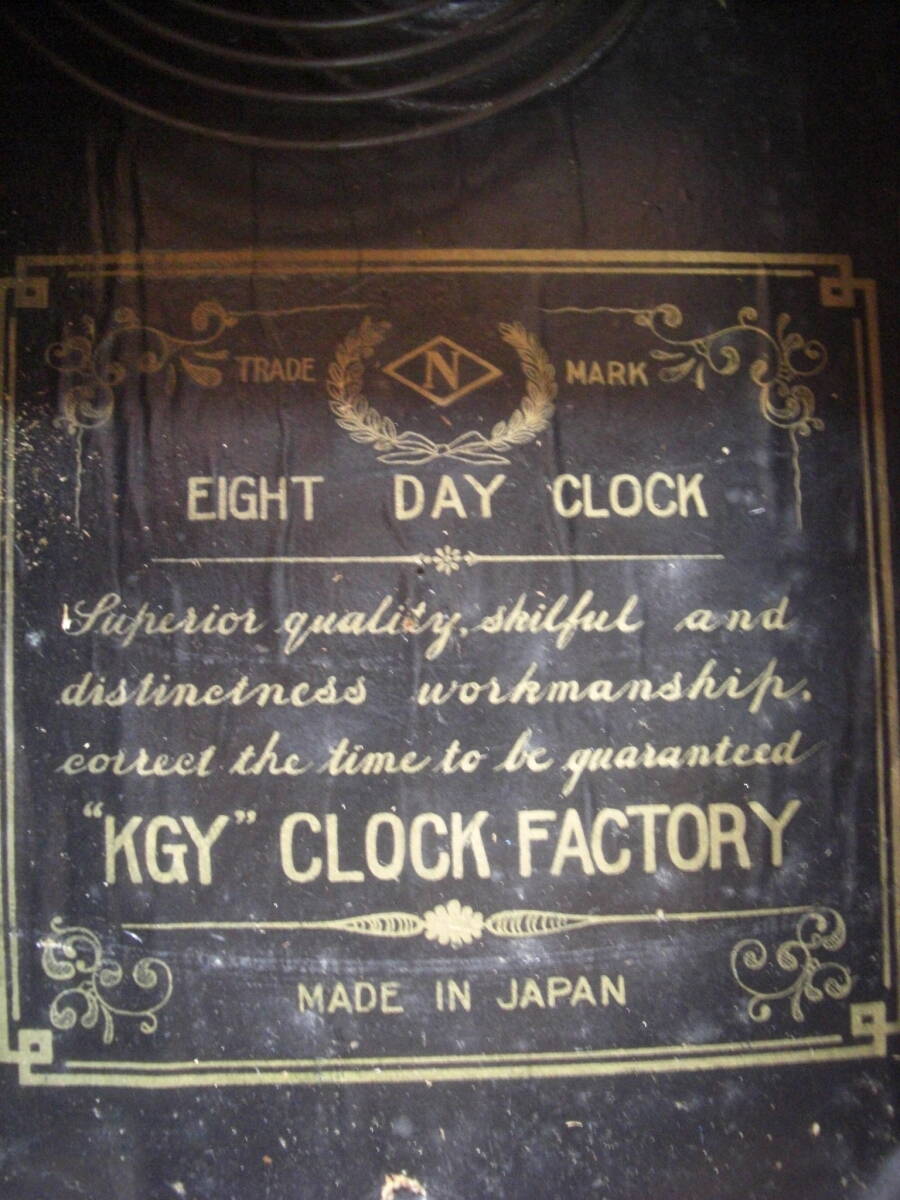 TRADE N MARK
EIGHT DAY CLOCK
Superior quality, skilful and
distinctness workmanship,
correct the time to be guaranteed
"KGY" CLOCK FACTORY
MADE IN JAPAN